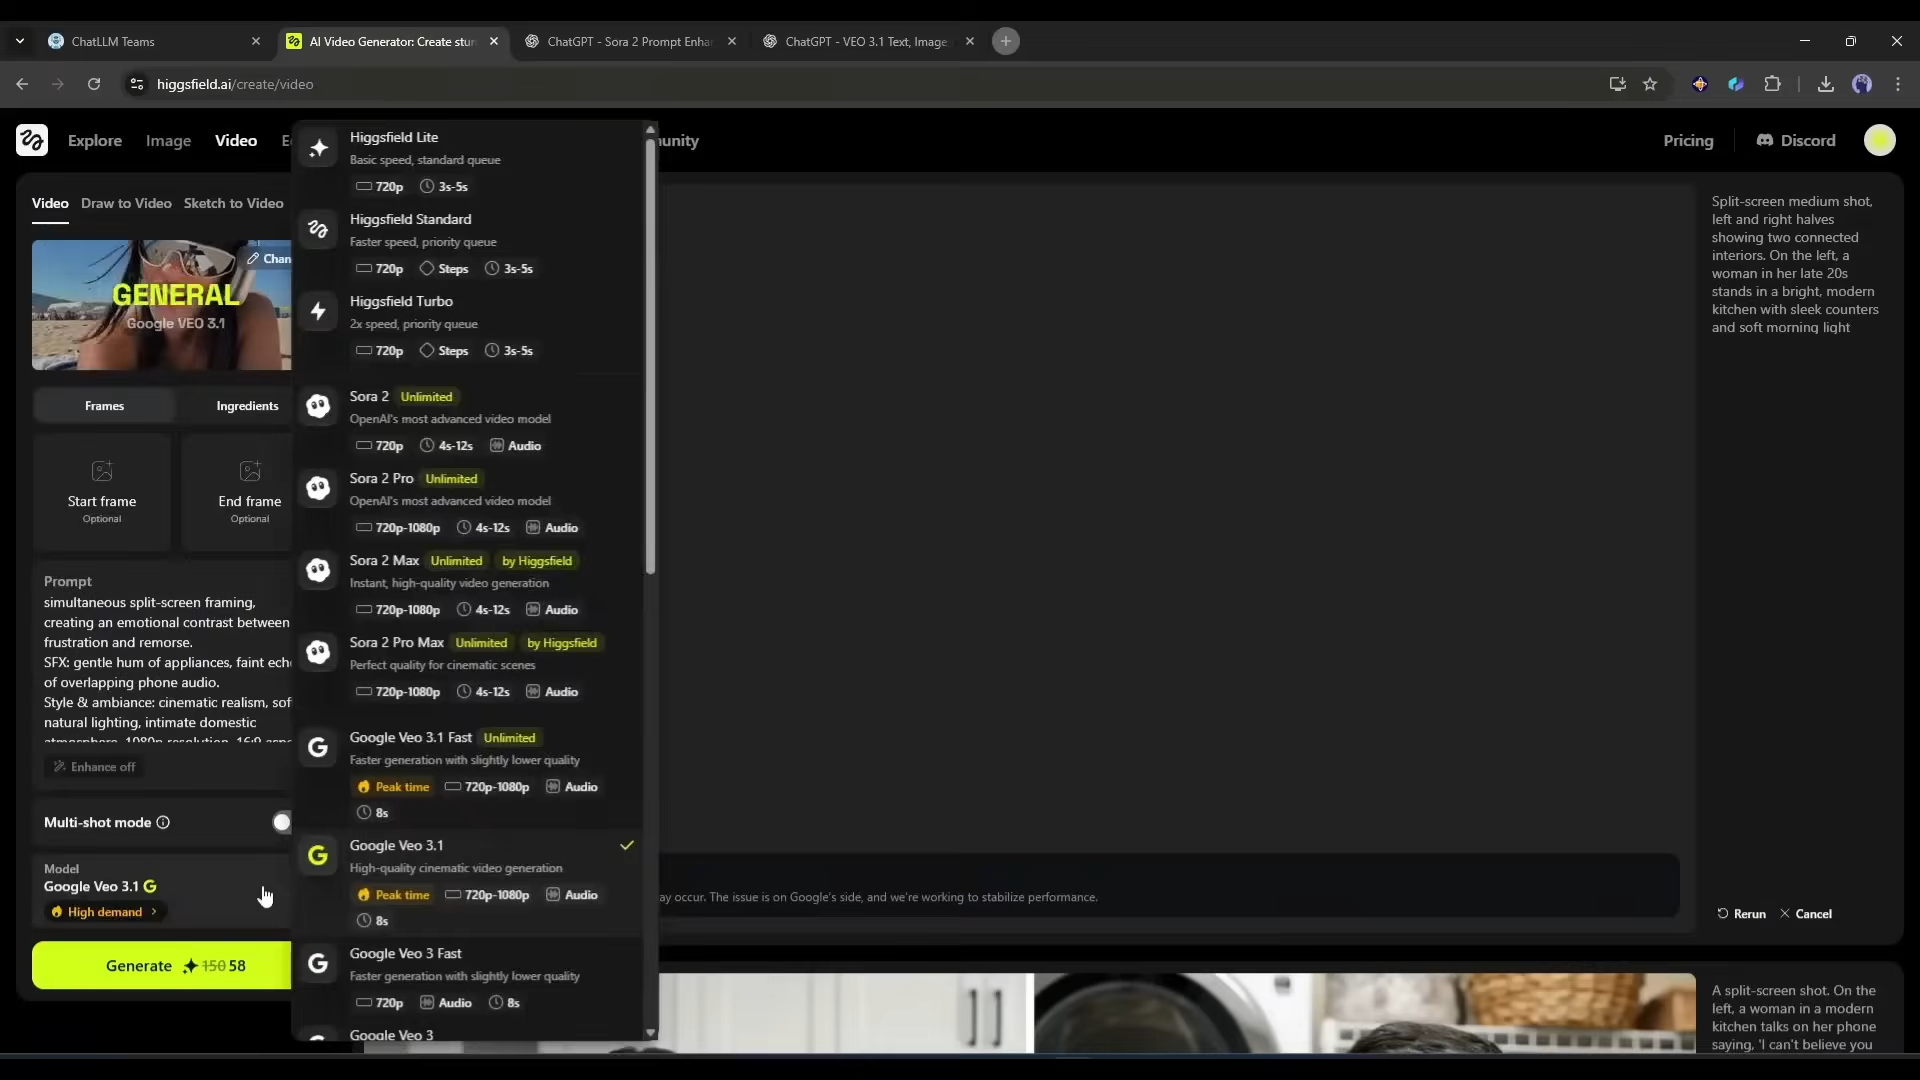 ChatLLM Teams
AI Video Generator: Create stur
ChatGPT - Sora 2 Prompt Enha
ChatGPT - VEO 3.1 Text, Image
higgsfield.ai/create/video
Explore
Image
Video
E
unity
Pricing
Discord
Video
Draw to Video
Sketch to Video
Chan
GENERAL
Google VEO 3.1
Frames
Ingredients
Start frame
Optional
End frame
Optional
Prompt
simultaneous split-screen framing,
creating an emotional contrast between
frustration and remorse.
SFX: gentle hum of appliances, faint echo
of overlapping phone audio.
Style & ambiance: cinematic realism, sof
natural lighting, intimate domestic
atmosphere, 1080p resolution, 16:9 aspe
Enhance off
Multi-shot mode
Model
Google Veo 3.1
High demand
Generate 150 58
Higgsfield Lite
Basic speed, standard queue
720p 3s-5s
Higgsfield Standard
Faster speed, priority queue
720p Steps 3s-5s
Higgsfield Turbo
2x speed, priority queue
720p Steps 3s-5s
Sora 2 Unlimited
OpenAI's most advanced video model
720p 4s-12s Audio
Sora 2 Pro Unlimited
OpenAI's most advanced video model
720p-1080p 4s-12s Audio
Sora 2 Max Unlimited by Higgsfield
Instant, high-quality video generation
720p-1080p 4s-12s Audio
Sora 2 Pro Max Unlimited by Higgsfield
Perfect quality for cinematic scenes
720p-1080p 4s-12s Audio
Google Veo 3.1 Fast Unlimited
Faster generation with slightly lower quality
Peak time 720p-1080p Audio
8s
Google Veo 3.1
High-quality cinematic video generation
Peak time 720p-1080p Audio
8s
Google Veo 3 Fast
Faster generation with slightly lower quality
720p Audio 8s
Google Veo 3
ay occur. The issue is on Google's side, and we're working to stabilize performance.
Split-screen medium shot,
left and right halves
showing two connected
interiors. On the left, a
woman in her late 20s
stands in a bright, modern
kitchen with sleek counters
and soft morning light
Rerun
Cancel
A split-screen shot. On the
left, a woman in a modern
kitchen talks on her phone
saying, 'I can't believe you